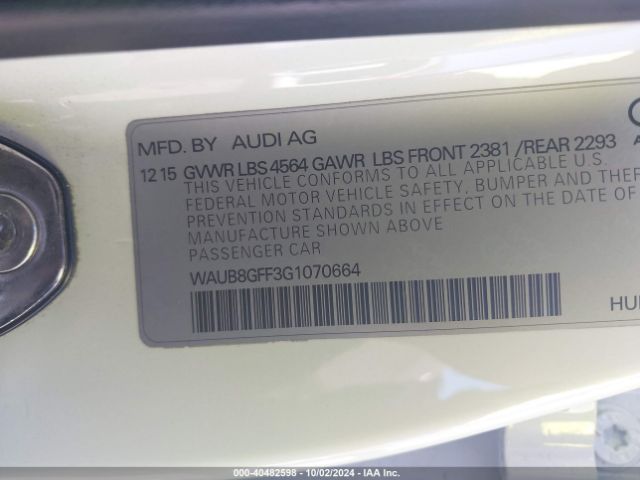 MFD. BY AUDI AG
12 15 GVWR LBS 4564 GAWR LBS FRONT 2381 /REAR 2293
THIS VEHICLE CONFORMS TO ALL APPLICABLE U.S.
FEDERAL MOTOR VEHICLE SAFETY, BUMPER AND THEF
PREVENTION STANDARDS IN EFFECT ON THE DATE OF
MANUFACTURE SHOWN ABOVE
PASSENGER CAR
WAUB8GFF3G1070664
HU
000-40482598 - 10/02/2024 - IAA Inc.